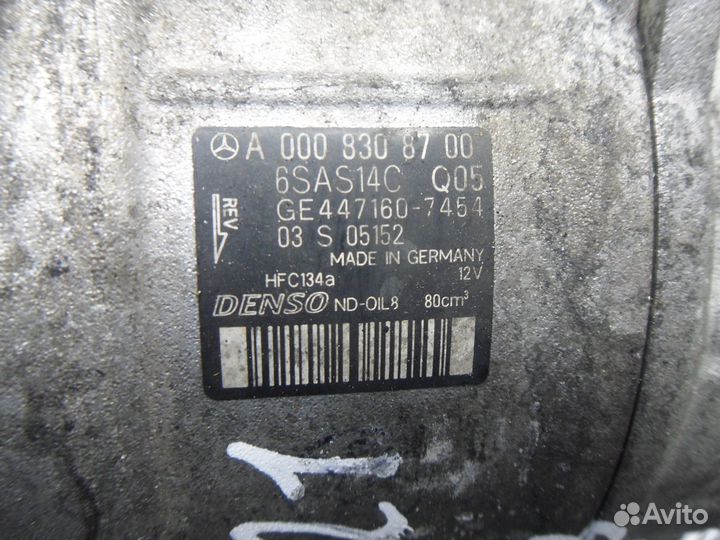 A 000 830 87 00
6SAS14C Q05
REV
GE447160-7454
03 S 05152
MADE IN GERMANY
HFC134a 12V
DENSO ND-OIL8 80cm³
Avito